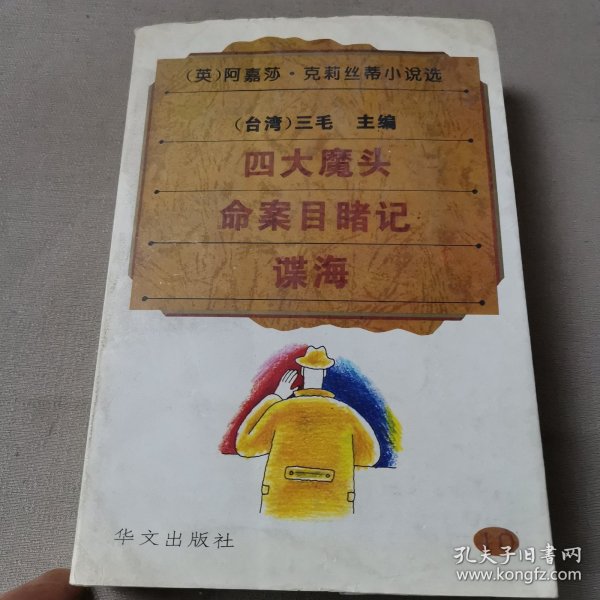 (英)阿嘉莎·克莉丝蒂小说选
(台湾)三毛 主编
四大魔头
命案目睹记
谍海
华文出版社
10
孔夫子旧书网
www.kongfz.com